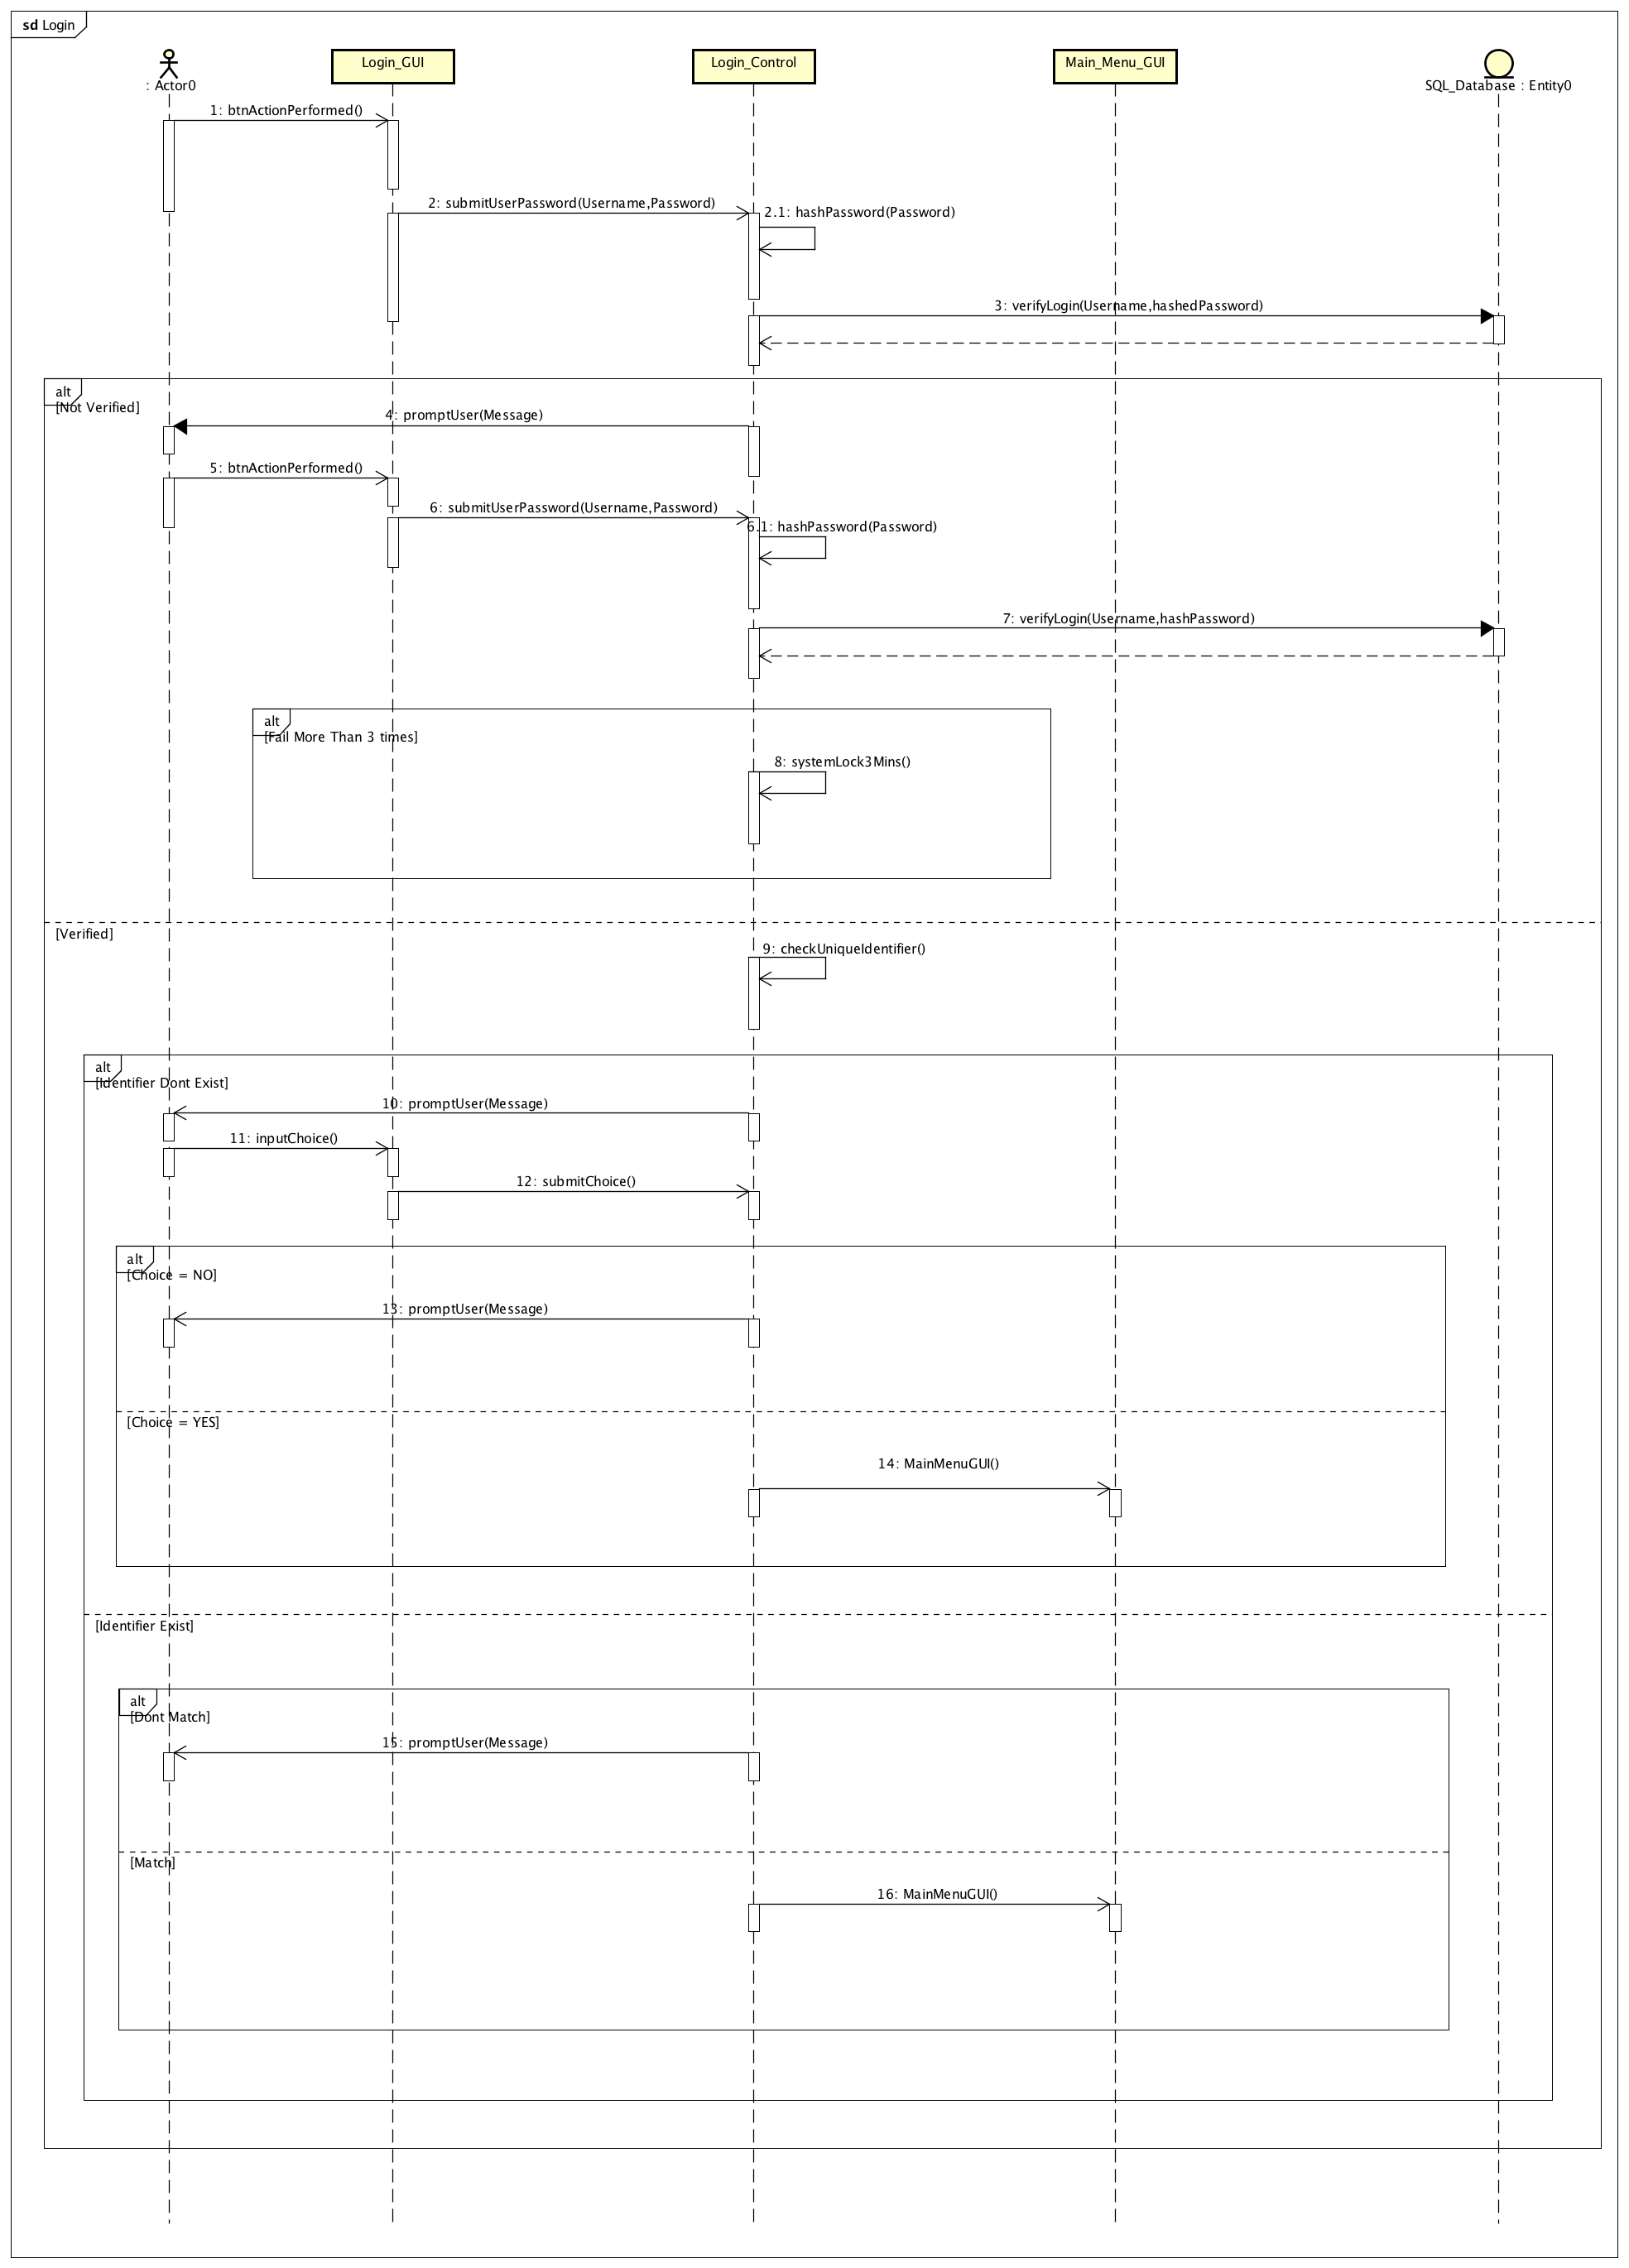 sd Login
: Actor0
Login_GUI
Login_Control
Main_Menu_GUI
SQL_Database : Entity0
1: btnActionPerformed()
2: submitUserPassword(Username,Password)
2.1: hashPassword(Password)
3: verifyLogin(Username,hashedPassword)
alt
[Not Verified]
4: promptUser(Message)
5: btnActionPerformed()
6: submitUserPassword(Username,Password)
6.1: hashPassword(Password)
7: verifyLogin(Username,hashPassword)
alt
[Fail More Than 3 times]
8: systemLock3Mins()
[Verified]
9: checkUniqueIdentifier()
alt
[Identifier Dont Exist]
10: promptUser(Message)
11: inputChoice()
12: submitChoice()
alt
[Choice = NO]
13: promptUser(Message)
[Choice = YES]
14: MainMenuGUI()
[Identifier Exist]
alt
[Dont Match]
15: promptUser(Message)
[Match]
16: MainMenuGUI()